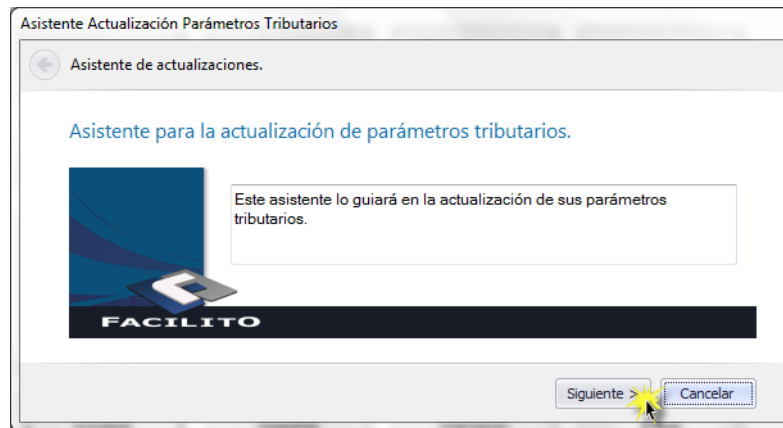 Asistente Actualización Parámetros Tributarios
Asistente de actualizaciones.
Asistente para la actualización de parámetros tributarios.
Este asistente lo guiará en la actualización de sus parámetros
tributarios.
FACILITO
Siguiente >
Cancelar